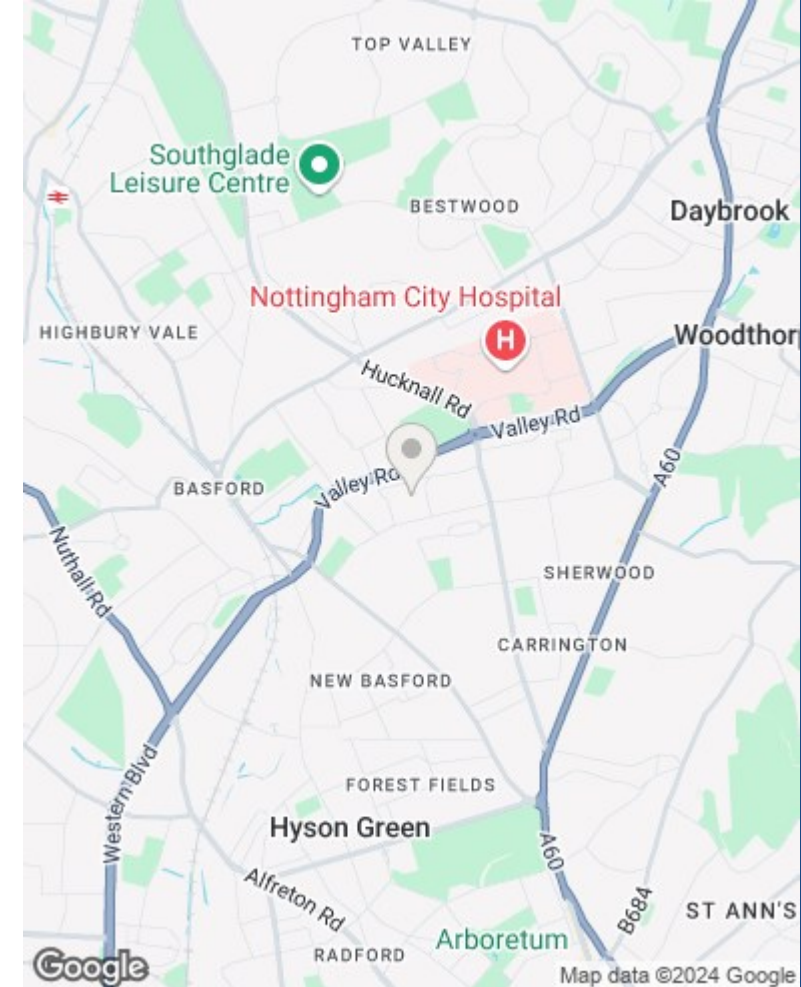 TOP VALLEY
Southglade
Leisure Centre
BESTWOOD
Daybrook
Nottingham City Hospital
H
HIGHBURY VALE
Woodthorp
Hucknall Rd
Valley Rd
Valley Rd
A60
BASFORD
Nuthall Rd
SHERWOOD
CARRINGTON
NEW BASFORD
Western Blvd
FOREST FIELDS
Hyson Green
A60
Alfreton Rd
B684
ST ANN'S
Arboretum
RADFORD
Google
Map data ©2024 Google